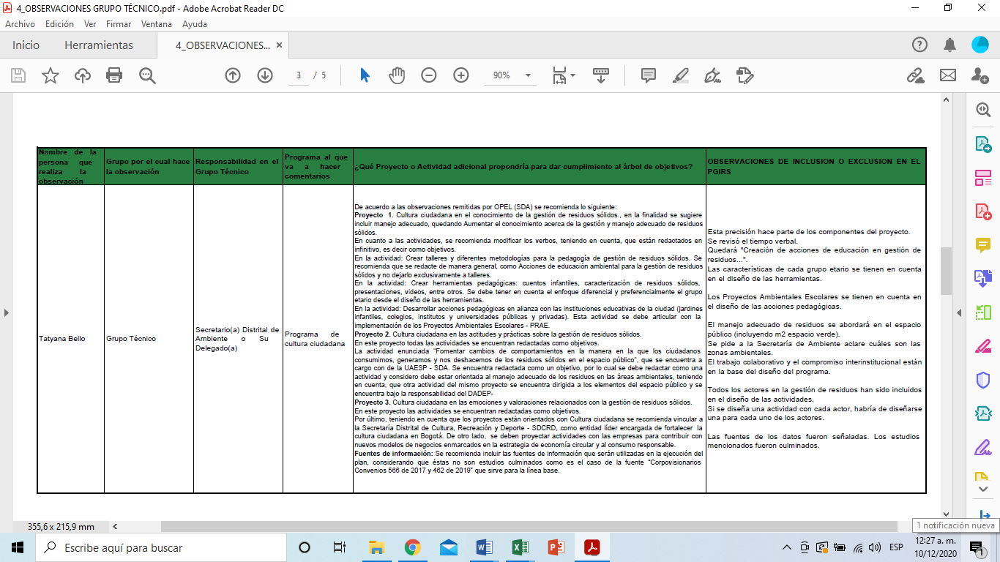 4_OBSERVACIONES GRUPO TÉCNICO.pdf - Adobe Acrobat Reader DC
Archivo Edición Ver Firmar Ventana Ayuda
Inicio Herramientas 4_OBSERVACIONES... ×
3 / 5 90%
Nombre de la
persona que
realiza la
observación
Grupo por el cual hace
la observación
Responsabilidad en el
Grupo Técnico
Programa al que
va a hacer
comentarios
¿Qué Proyecto o Actividad adicional propondría para dar cumplimiento al árbol de objetivos?
OBSERVACIONES DE INCLUSION O EXCLUSION EN EL
PGIRS
Tatyana Bello
Grupo Técnico
Secretario(a) Distrital de
Ambiente o Su
Delegado(a)
Programa de
cultura ciudadana
De acuerdo a las observaciones remitidas por OPEL (SDA) se recomienda lo siguiente:
Proyecto 1. Cultura ciudadana en el conocimiento de la gestión de residuos sólidos., en la finalidad se sugiere
incluir manejo adecuado, quedando Aumentar el conocimiento acerca de la gestión y manejo adecuado de residuos
sólidos.
En cuanto a las actividades, se recomienda modificar los verbos, teniendo en cuenta, que están redactados en
infinitivo, es decir como objetivos.
En la actividad: Crear talleres y diferentes metodologías para la pedagogía de gestión de residuos sólidos. Se
recomienda que se redacte de manera general, como Acciones de educación ambiental para la gestión de residuos
sólidos y no dejarlo exclusivamente a talleres.
En la actividad: Crear herramientas pedagógicas: cuentos infantiles, caracterización de residuos sólidos,
presentaciones, videos, entre otros. Se debe tener en cuenta el enfoque diferencial y preferencialmente el grupo
etario desde el diseño de las herramientas.
En la actividad: Desarrollar acciones pedagógicas en alianza con las instituciones educativas de la ciudad (jardines
infantiles, colegios, institutos y universidades públicas y privadas). Esta actividad se debe articular con la
implementación de los Proyectos Ambientales Escolares - PRAE.
Proyecto 2. Cultura ciudadana en las actitudes y prácticas sobre la gestión de residuos sólidos.
En este proyecto todas las actividades se encuentran redactadas como objetivos.
La actividad enunciada "Fomentar cambios de comportamientos en la manera en la que los ciudadanos
consumimos, generamos y nos deshacemos de los residuos sólidos en el espacio público", que se encuentra a
cargo con de la UAESP - SDA. Se encuentra redactada como un objetivo, por lo cual se debe redactar como una
actividad y considero debe estar orientada al manejo adecuado de los residuos en las áreas ambientales, teniendo
en cuenta, que otra actividad del mismo proyecto se encuentra dirigida a los elementos del espacio público y se
encuentra bajo la responsabilidad del DADEP-
Proyecto 3. Cultura ciudadana en las emociones y valoraciones relacionados con la gestión de residuos sólidos.
En este proyecto las actividades se encuentran redactadas como objetivos.
Por último, teniendo en cuenta que los proyectos están orientados con Cultura ciudadana se recomienda vincular a
la Secretaría Distrital de Cultura, Recreación y Deporte - SDCRD, como entidad líder encargada de fortalecer la
cultura ciudadana en Bogotá. De otro lado, se deben proyectar actividades con las empresas para contribuir con
nuevos modelos de negocios enmarcados en la estrategia de economía circular y al consumo responsable.
Fuentes de información: Se recomienda incluir las fuentes de información que serán utilizadas en la ejecución del
plan, considerando que éstas no son estudios culminados como es el caso de la fuente "Corpovisionarios
Convenios 566 de 2017 y 462 de 2019" que sirve para la línea base.
Esta precisión hace parte de los componentes del proyecto.
Se revisó el tiempo verbal.
Quedará "Creación de acciones de educación en gestión de
residuos...".
Las características de cada grupo etario se tienen en cuenta
en el diseño de las herramientas.
Los Proyectos Ambientales Escolares se tienen en cuenta en
el diseño de las acciones pedagógicas.
El manejo adecuado de residuos se abordará en el espacio
público (incluyendo m2 espacio verde).
Se pide a la Secretaría de Ambiente aclare cuáles son las
zonas ambientales.
El trabajo colaborativo y el compromiso interinstitucional están
en la base del diseño del programa.
Todos los actores en la gestión de residuos han sido incluidos
en el diseño de las actividades.
Si se diseña una actividad con cada actor, habría de diseñarse
una para cada uno de los actores.
Las fuentes de los datos fueron señaladas. Los estudios
mencionados fueron culminados.
355,6 x 215,9 mm
1 notificación nueva
Escribe aquí para buscar
ESP
12:27 a. m.
10/12/2020
1